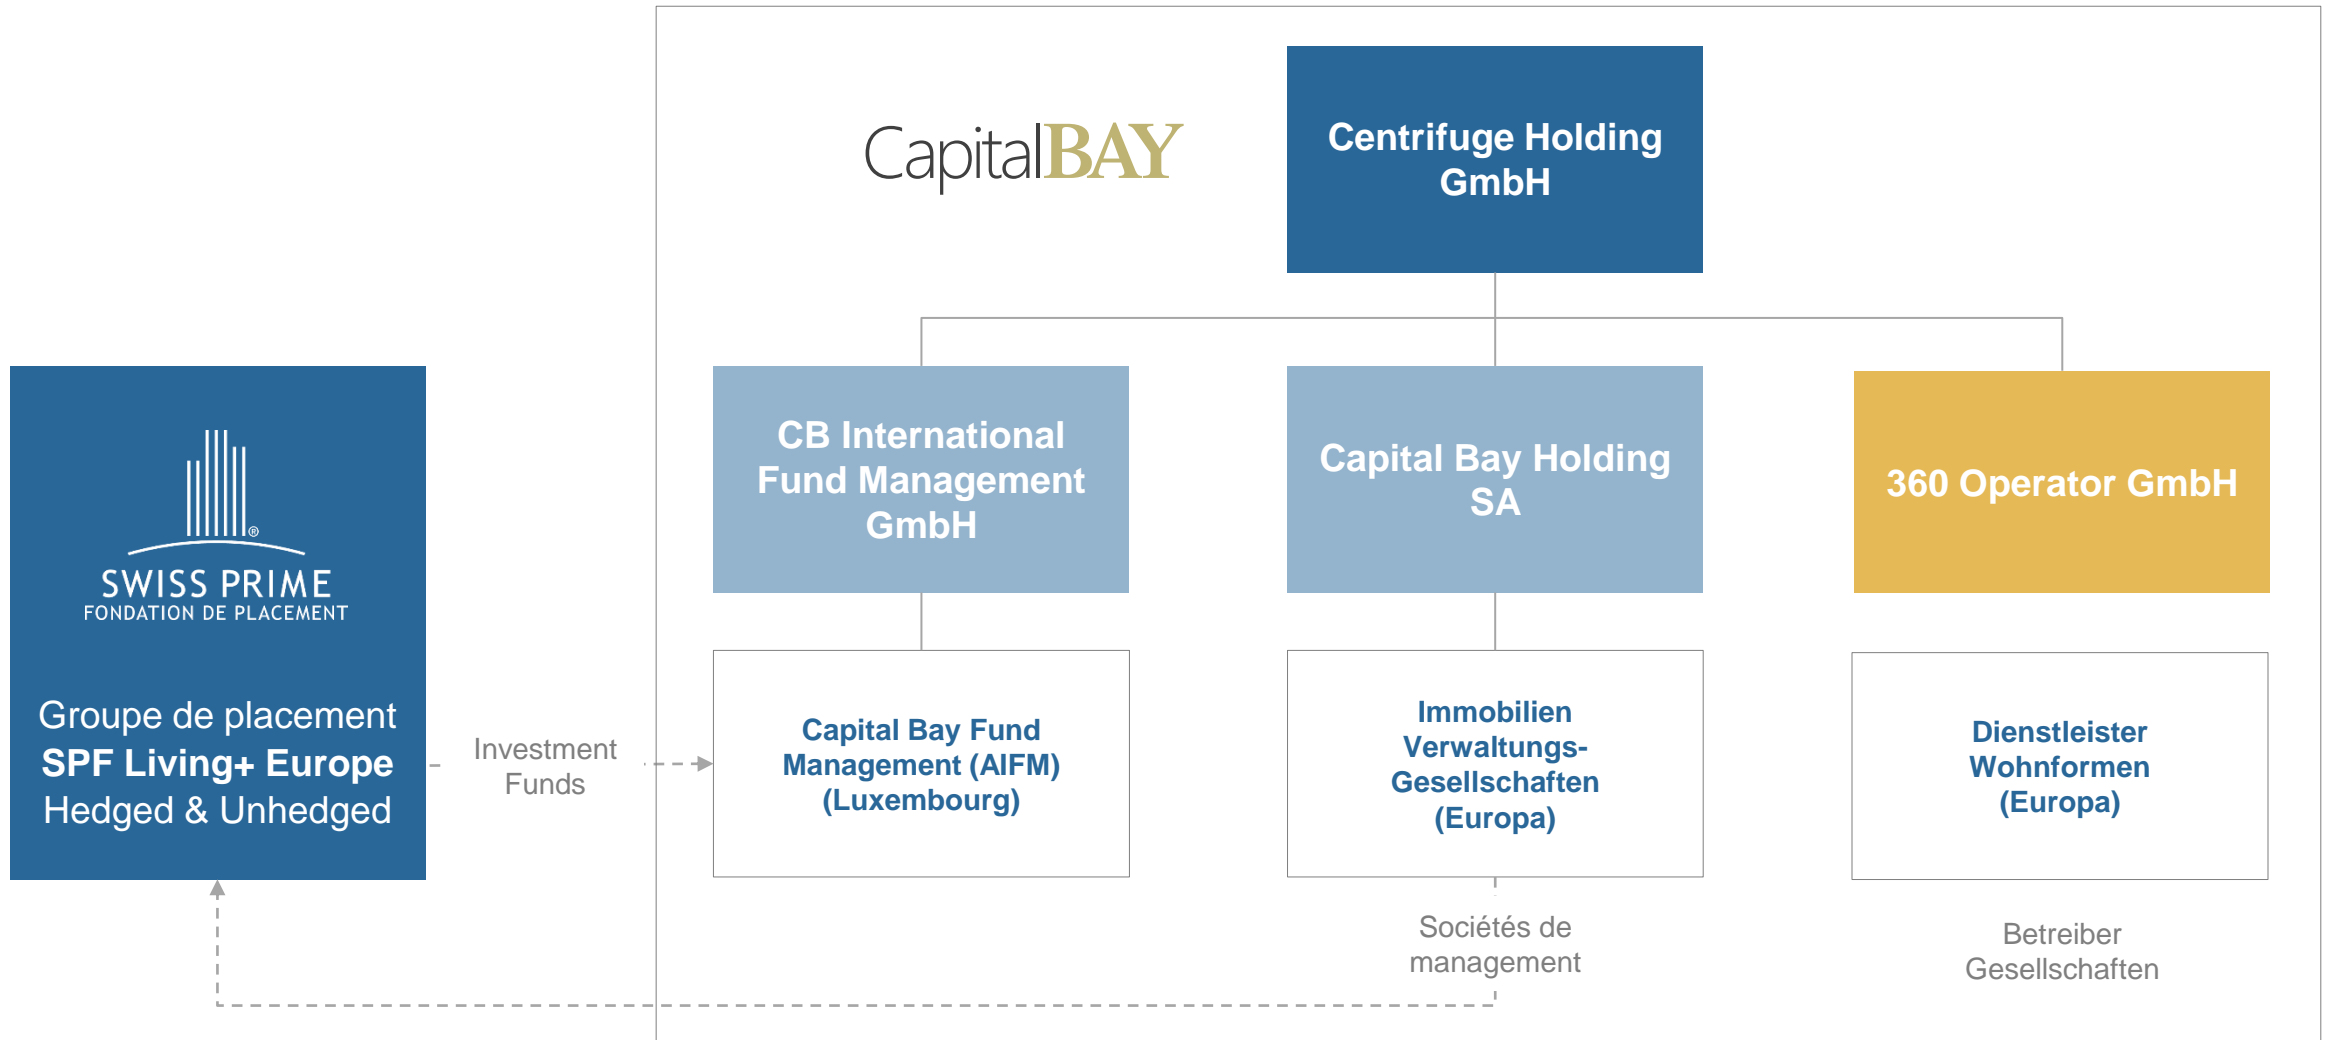 CapitalBAY
Centrifuge Holding
GmbH
CB International
Fund Management
GmbH
Capital Bay Holding
SA
360 Operator GmbH
®
SWISS PRIME
FONDATION DE PLACEMENT
Groupe de placement
SPF Living+ Europe
Hedged & Unhedged
Investment
Funds
Capital Bay Fund
Management (AIFM)
(Luxembourg)
Immobilien
Verwaltungs-
Gesellschaften
(Europa)
Dienstleister
Wohnformen
(Europa)
Sociétés de
management
Betreiber
Gesellschaften